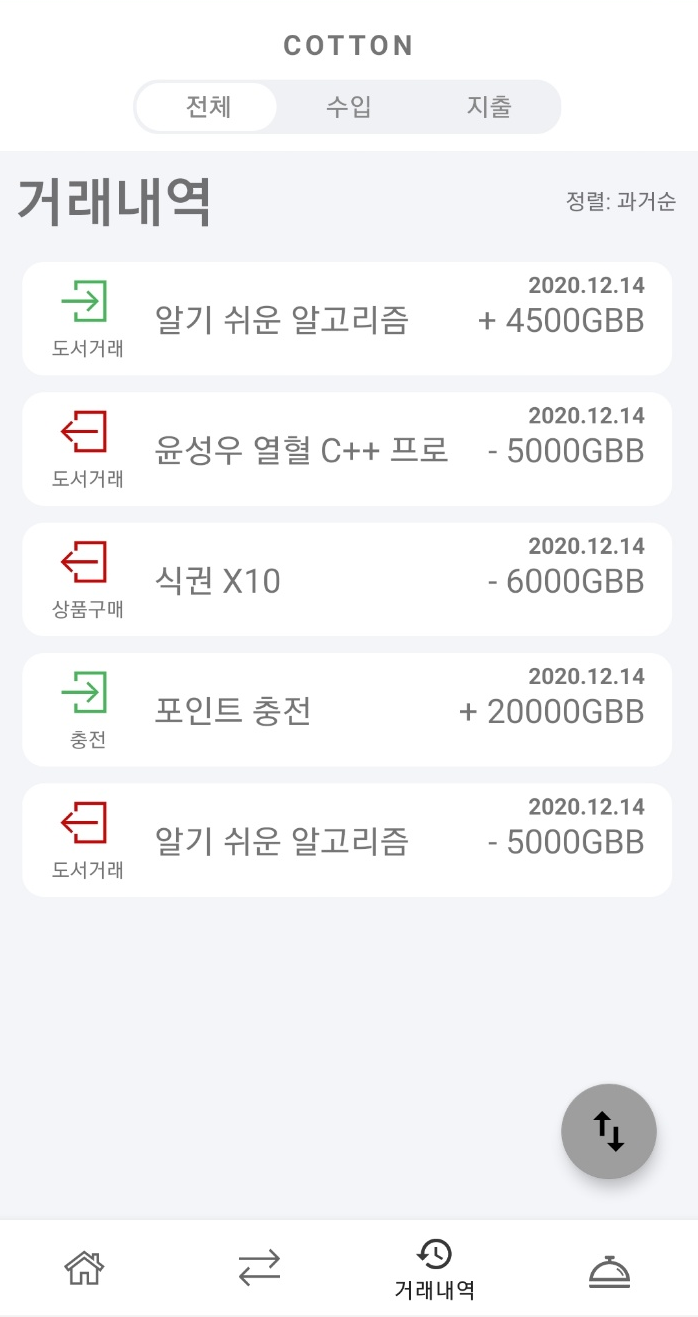 COTTON
전체 수입 지출
거래내역
정렬: 과거순
2020.12.14
알기 쉬운 알고리즘 + 4500GBB
도서거래
2020.12.14
윤성우 열혈 C++ 프로 - 5000GBB
도서거래
2020.12.14
식권 X10 - 6000GBB
상품구매
2020.12.14
포인트 충전 + 20000GBB
충전
2020.12.14
알기 쉬운 알고리즘 - 5000GBB
도서거래
거래내역